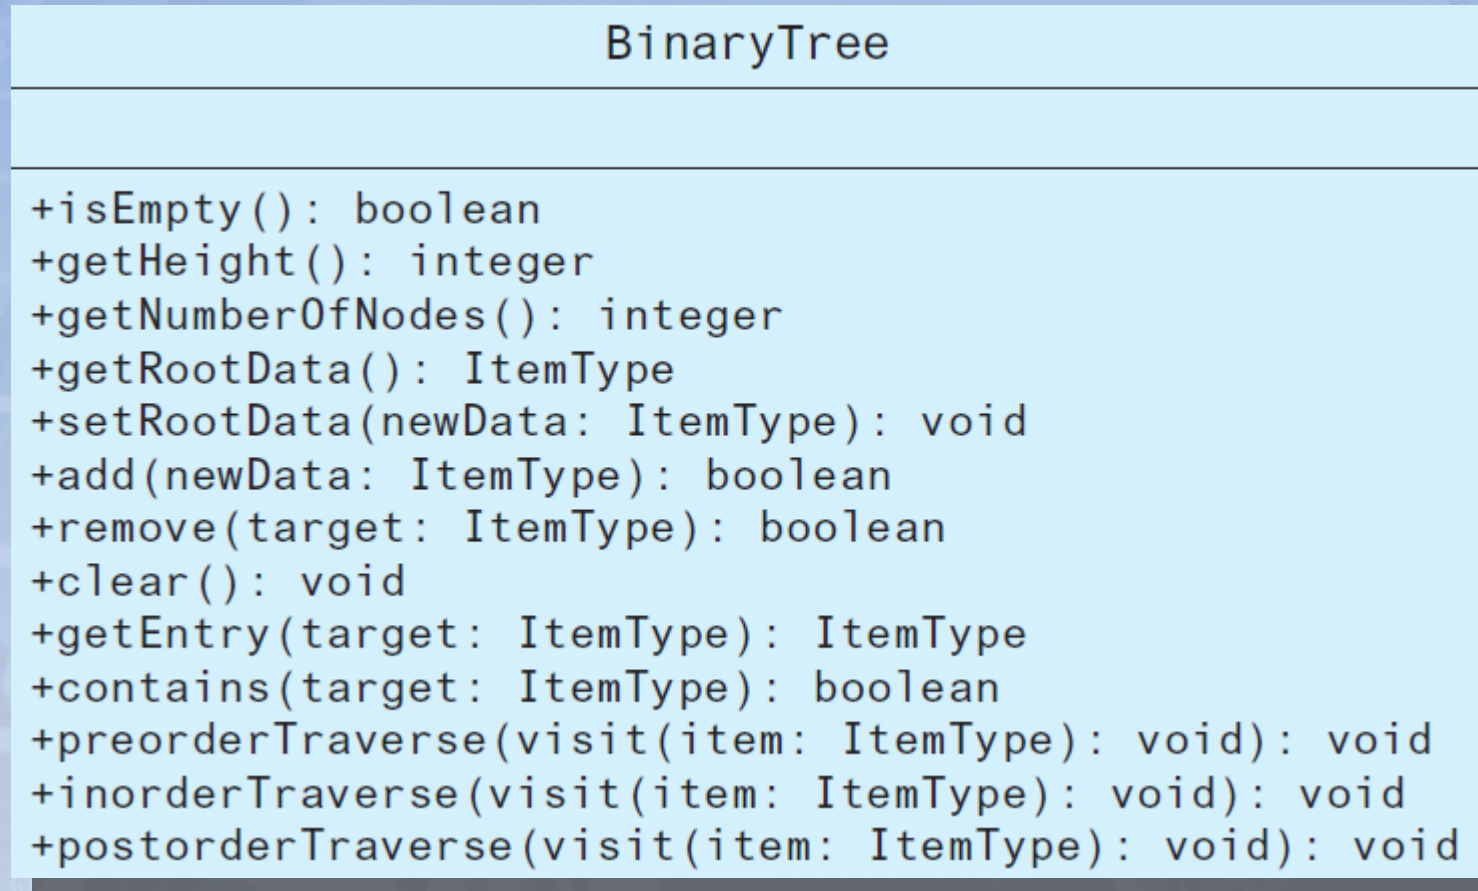 BinaryTree
+isEmpty(): boolean
+getHeight(): integer
+getNumberOfNodes(): integer
+getRootData(): ItemType
+setRootData(newData: ItemType): void
+add(newData: ItemType): boolean
+remove(target: ItemType): boolean
+clear(): void
+getEntry(target: ItemType): ItemType
+contains(target: ItemType): boolean
+preorderTraverse(visit(item: ItemType): void): void
+inorderTraverse(visit(item: ItemType): void): void
+postorderTraverse(visit(item: ItemType): void): void